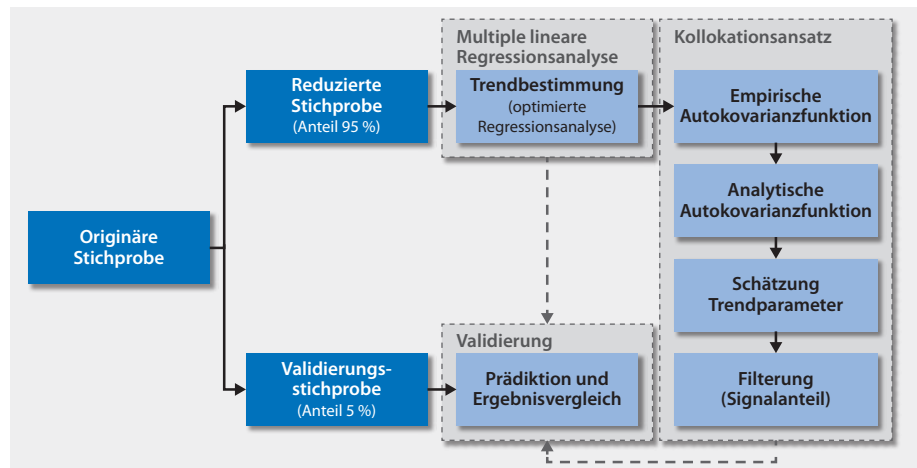 Multiple lineare
Regressionsanalyse
Kollokationsansatz
Reduzierte
Stichprobe
(Anteil 95 %)
Trendbestimmung
(optimierte
Regressionsanalyse)
Empirische
Autokovarianzfunktion
Analytische
Autokovarianzfunktion
Originäre
Stichprobe
Schätzung
Trendparameter
Validierung
Validierungs-
stichprobe
(Anteil 5 %)
Prädiktion und
Ergebnisvergleich
Filterung
(Signalanteil)